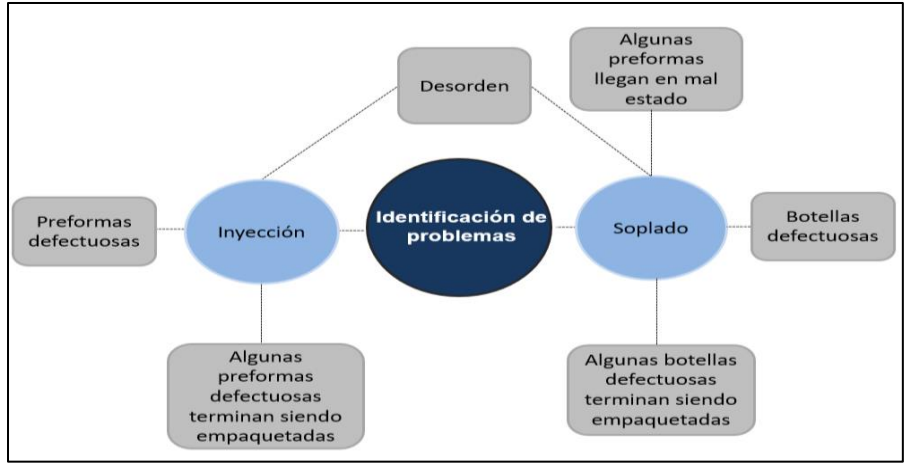 Algunas
preformas
llegan en mal
estado
Desorden
Preformas
defectuosas
Inyección
Identificación de
problemas
Soplado
Botellas
defectuosas
Algunas
preformas
defectuosas
terminan siendo
empaquetadas
Algunas botellas
defectuosas
terminan siendo
empaquetadas